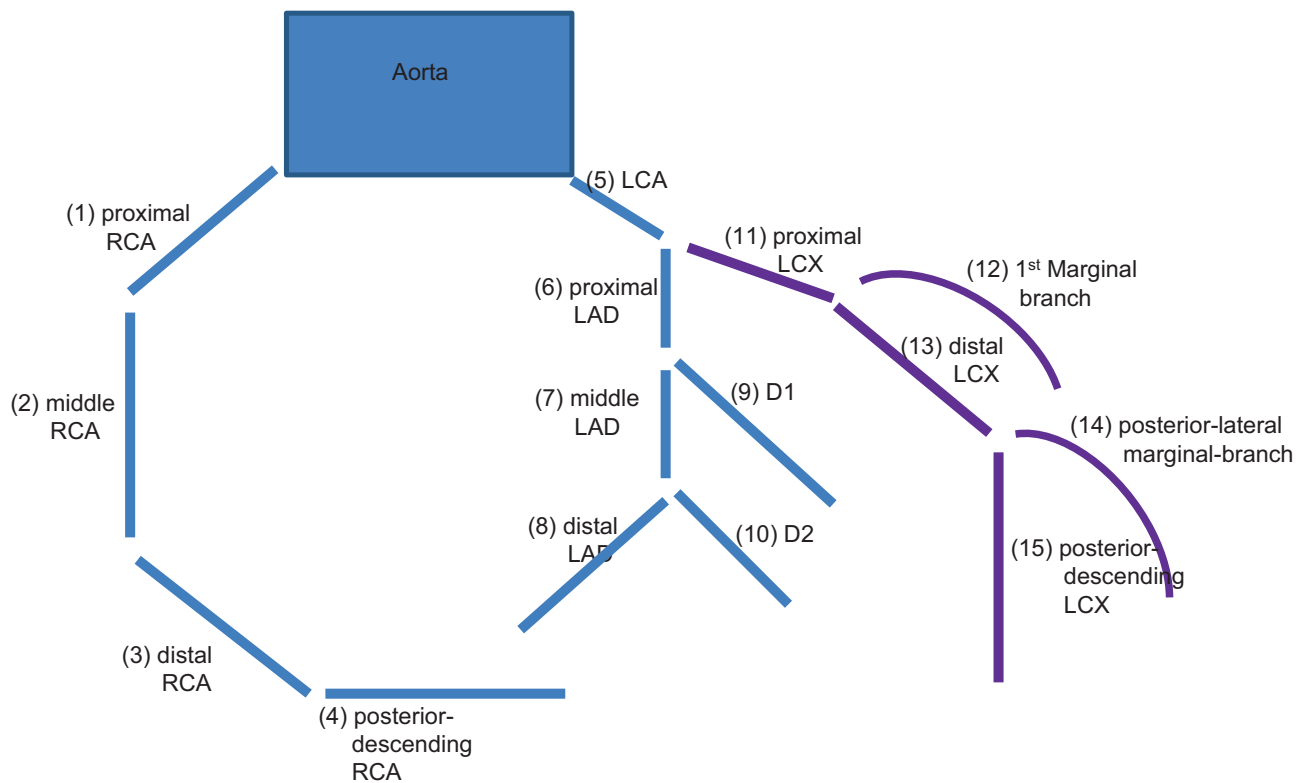 Aorta
(5) LCA
(1) proximal
RCA
(11) proximal
LCX
(12) 1st Marginal
branch
(6) proximal
LAD
(13) distal
LCX
(2) middle
RCA
(7) middle
LAD
(9) D1
(14) posterior-lateral
marginal-branch
(8) distal
LAD
(10) D2
(15) posterior-
descending
LCX
(3) distal
RCA
(4) posterior-
descending
RCA